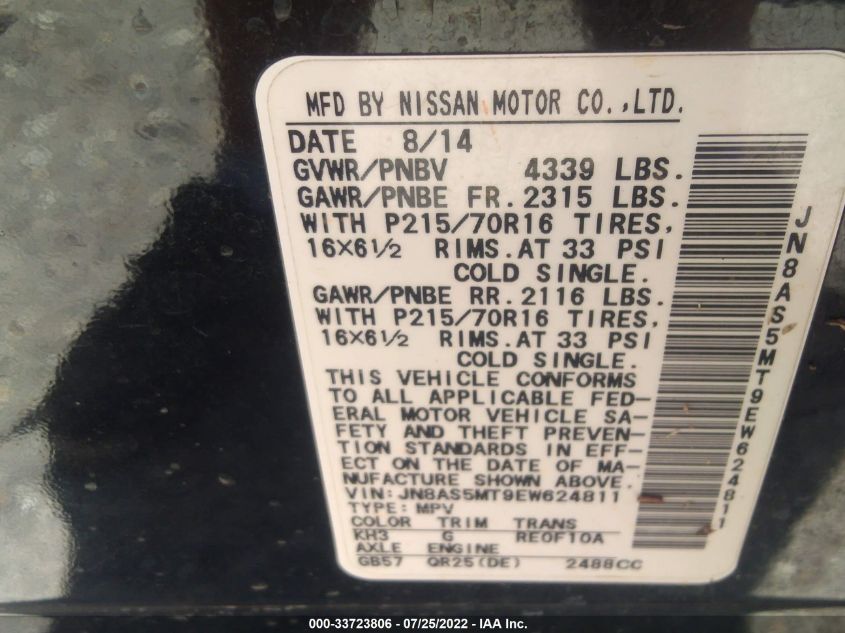 MFD BY NISSAN MOTOR CO.,LTD.
DATE 8/14
GVWR/PNBV 4339 LBS.
GAWR/PNBE FR. 2315 LBS.
WITH P215/70R16 TIRES,
16X6½ RIMS.AT 33 PSI
COLD SINGLE.
GAWR/PNBE RR. 2116 LBS.
WITH P215/70R16 TIRES,
16X6½ RIMS.AT 33 PSI
COLD SINGLE.
THIS VEHICLE CONFORMS
TO ALL APPLICABLE FED-
ERAL MOTOR VEHICLE SA-
FETY AND THEFT PREVEN-
TION STANDARDS IN EFF-
ECT ON THE DATE OF MA-
NUFACTURE SHOWN ABOVE.
VIN:JN8AS5MT9EW624811
TYPE: MPV
COLOR TRIM TRANS
KH3 G RE0F10A
AXLE ENGINE
GB57 QR25(DE) 2488CC
JN8AS5MT9EW624811
000-33723806 - 07/25/2022 - IAA Inc.